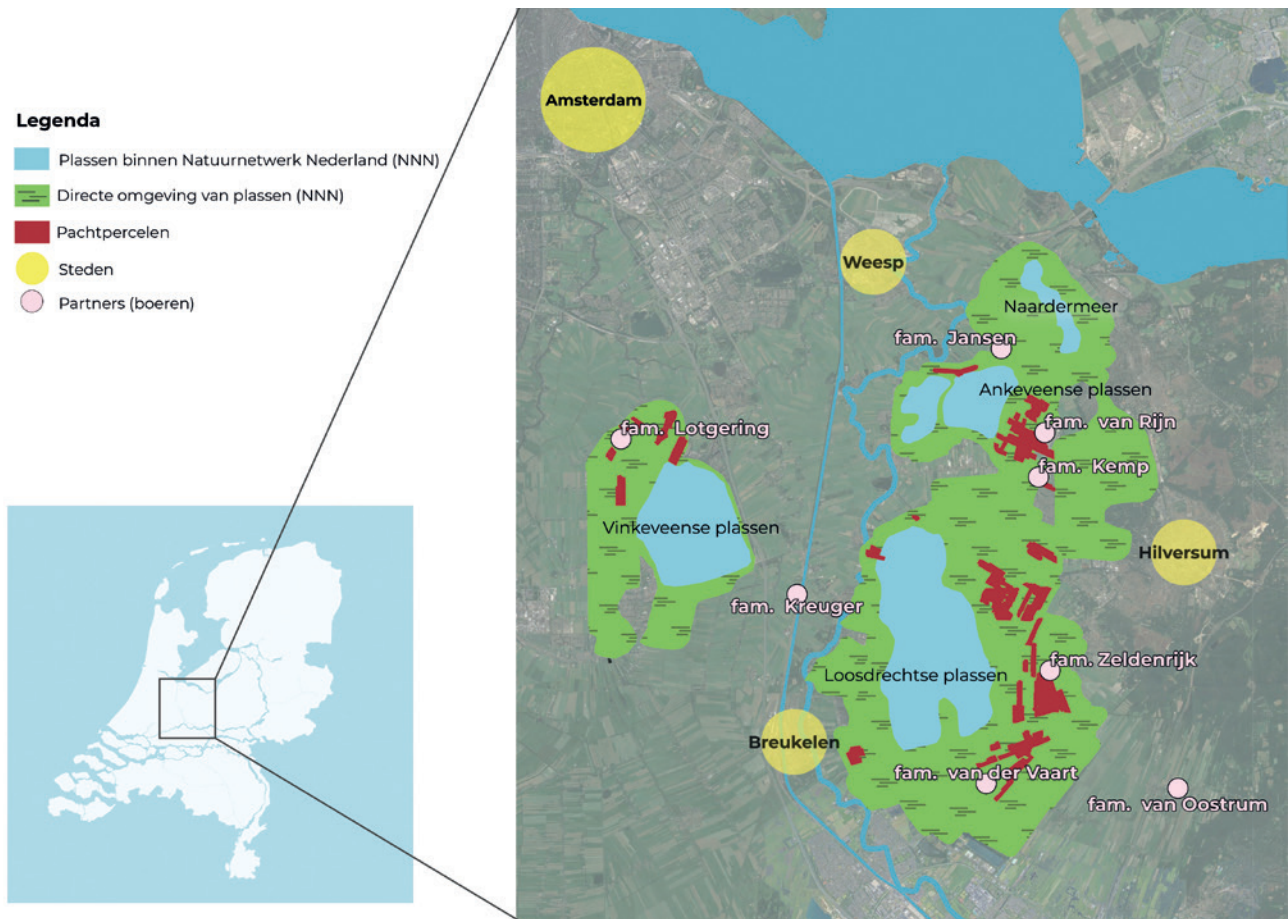 Legenda
Plassen binnen Natuurnetwerk Nederland (NNN)
Directe omgeving van plassen (NNN)
Pachtpercelen
Steden
Partners (boeren)
Amsterdam
Weesp
Naardermeer
fam. Jansen
Ankeveense plassen
fam. van Rijn
fam. Lotgering
fam. Kemp
Vinkeveense plassen
Hilversum
fam. Kreuger
fam. Zeldenrijk
Loosdrechtse plassen
Breukelen
fam. van der Vaart
fam. van Oostrum